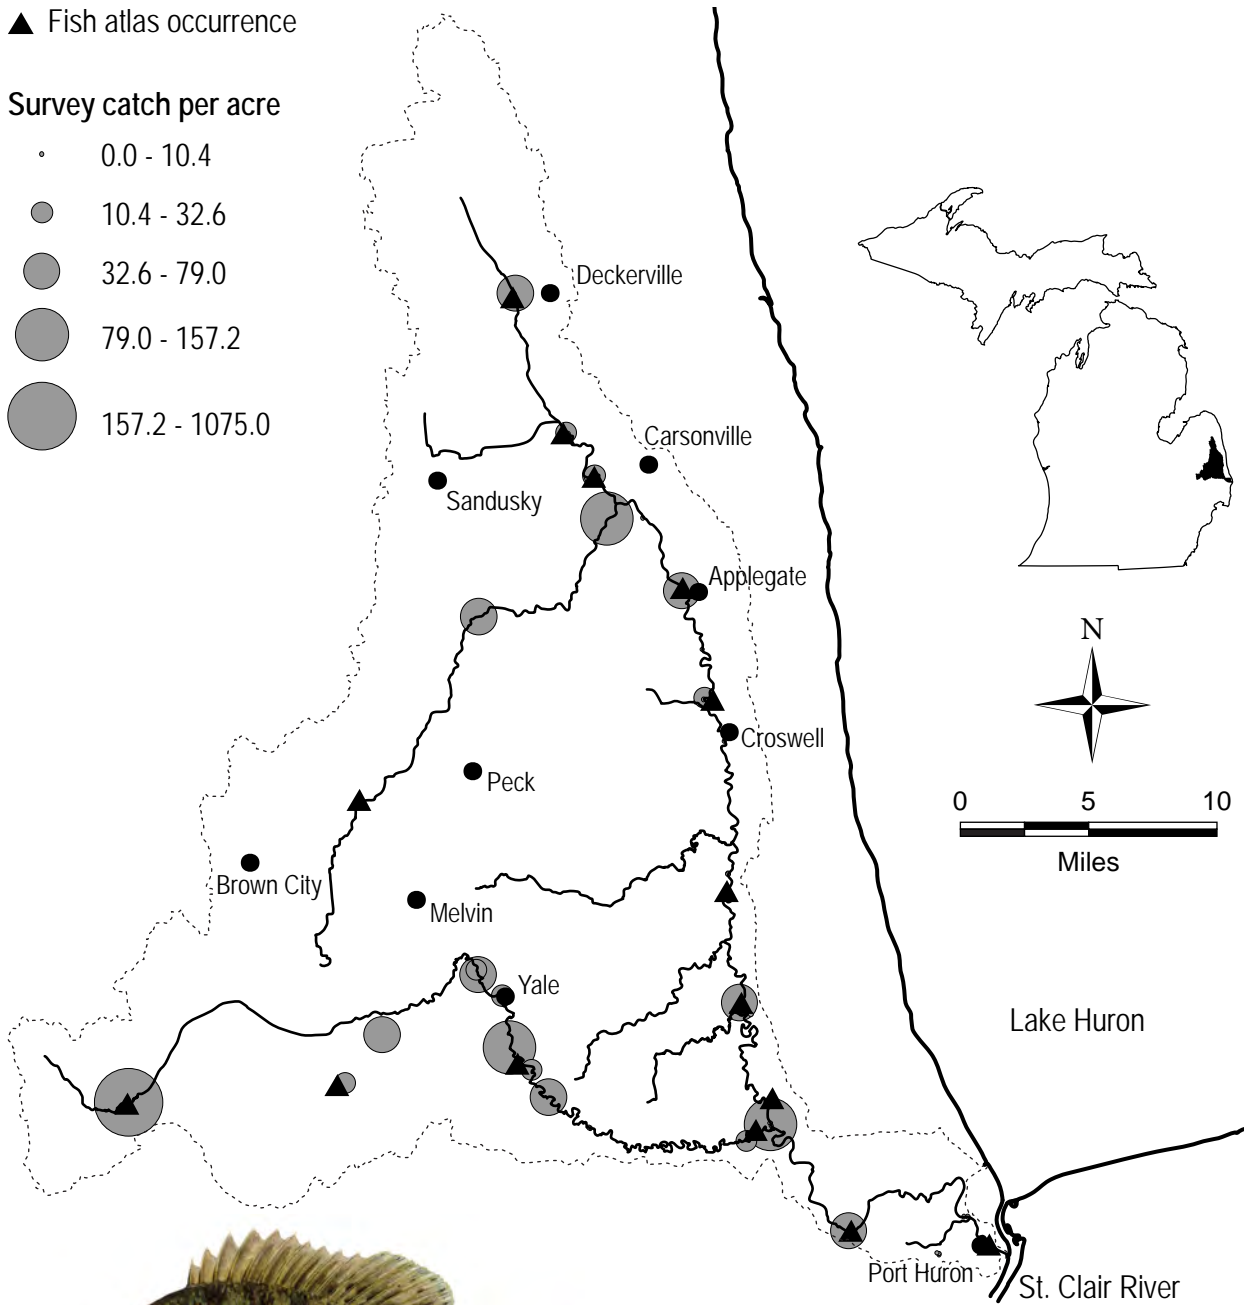 Fish atlas occurrence
Survey catch per acre
0.0 - 10.4
10.4 - 32.6
32.6 - 79.0
79.0 - 157.2
157.2 - 1075.0
Deckerville
Carsonville
Sandusky
Applegate
Croswell
Peck
Brown City
Melvin
Yale
Port Huron
Lake Huron
St. Clair River
N
0 5 10
Miles